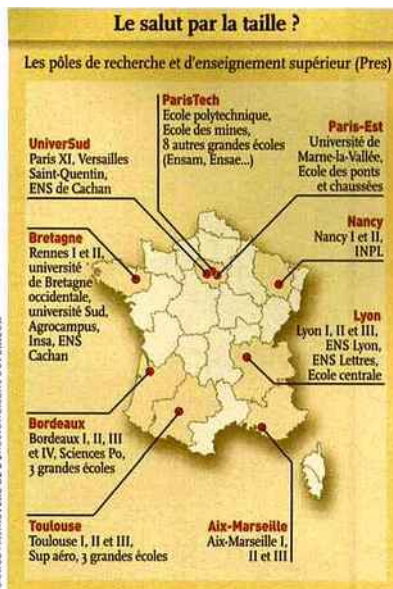 Le salut par la taille ?
Les pôles de recherche et d'enseignement supérieur (Pres)
ParisTech
Ecole polytechnique,
Ecole des mines,
8 autres grandes écoles
(Ensam, Ensae...)
Paris-Est
Université de
Marne-la-Vallée,
Ecole des ponts
et chaussées
UniverSud
Paris XI, Versailles
Saint-Quentin,
ENS de Cachan
Nancy
Nancy I et II,
INPL
Bretagne
Rennes I et II,
université
de Bretagne
occidentale,
université Sud,
Agrocampus,
Insa, ENS
Cachan
Lyon
Lyon I, II et III,
ENS Lyon,
ENS Lettres,
Ecole centrale
Bordeaux
Bordeaux I, II, III
et IV, Sciences Po,
3 grandes écoles
Toulouse
Toulouse I, II et III,
Sup aéro, 3 grandes écoles
Aix-Marseille
Aix-Marseille I,
II et III